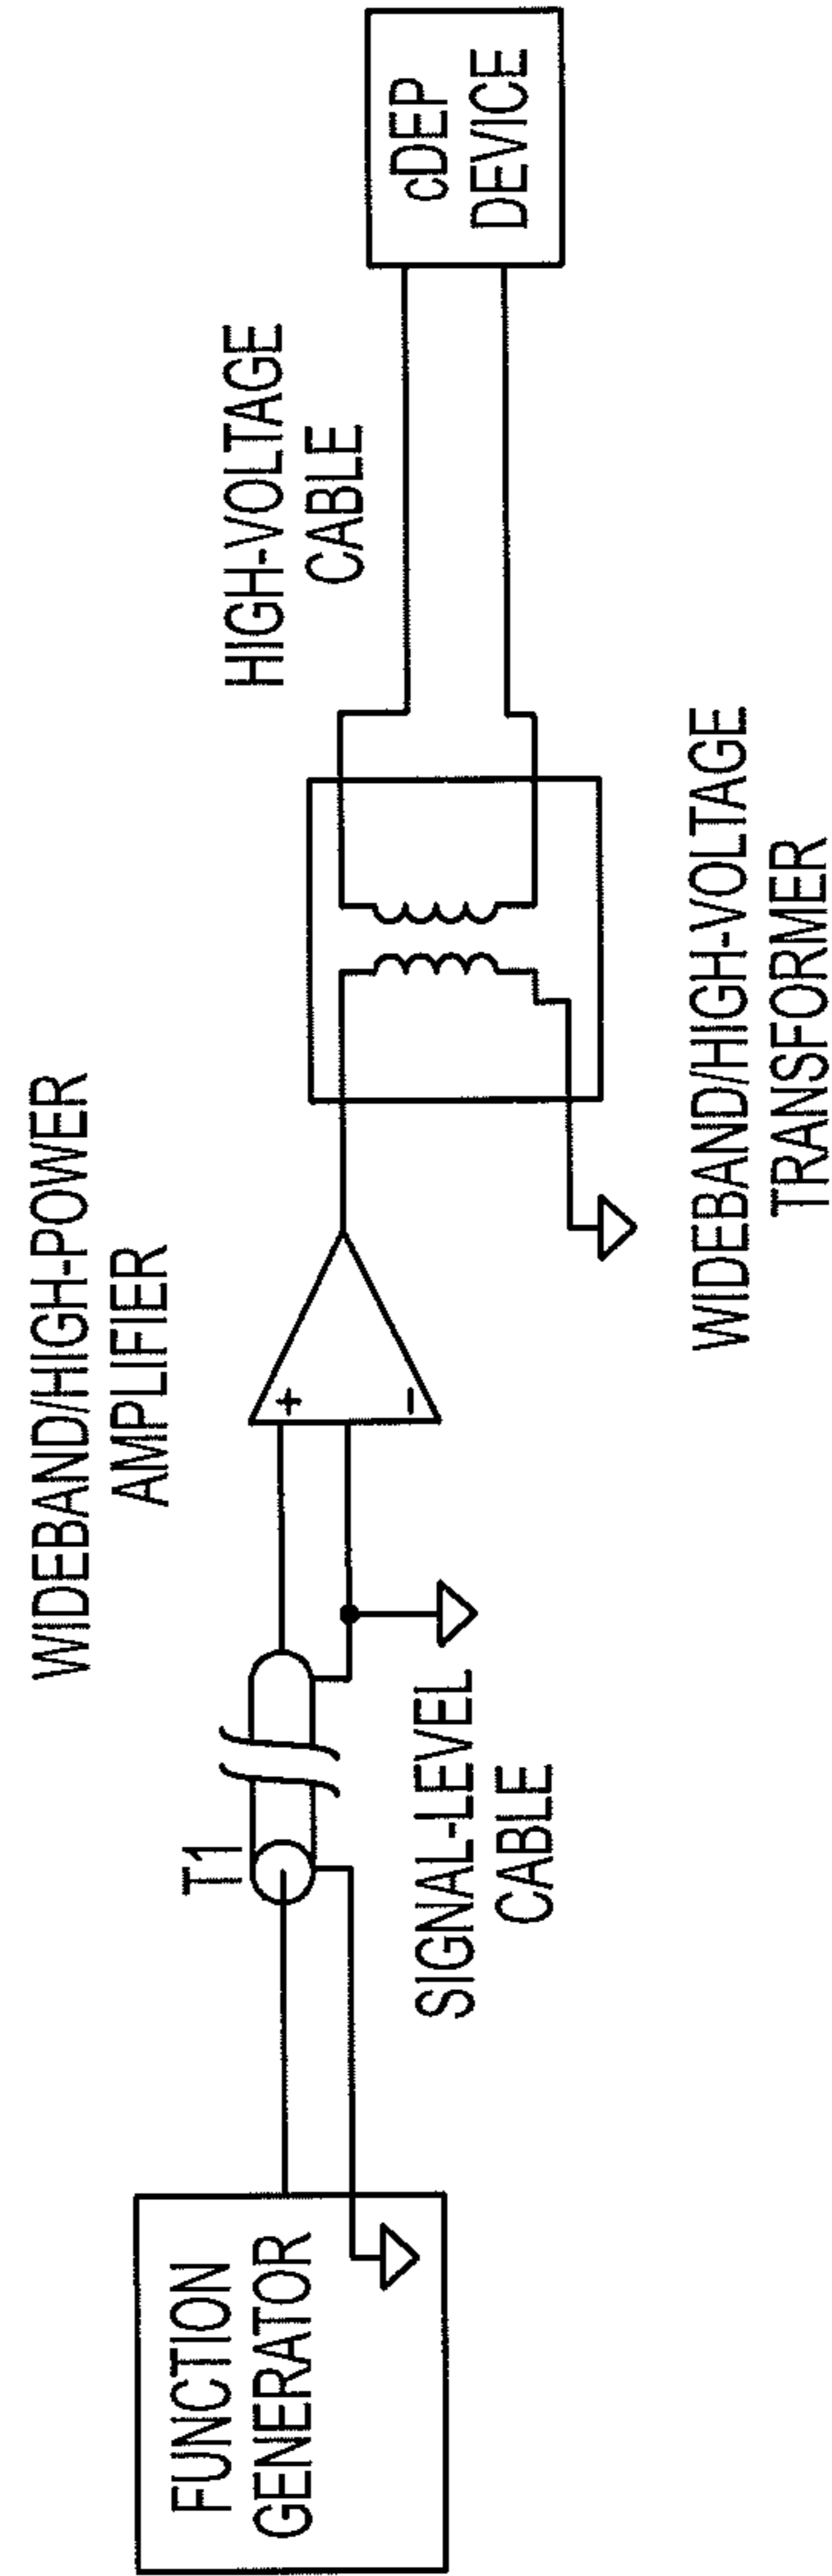 FUNCTION
GENERATOR
T1
SIGNAL-LEVEL
CABLE
WIDEBAND/HIGH-POWER
AMPLIFIER
+
−
WIDEBAND/HIGH-VOLTAGE
TRANSFORMER
HIGH-VOLTAGE
CABLE
cDEP
DEVICE